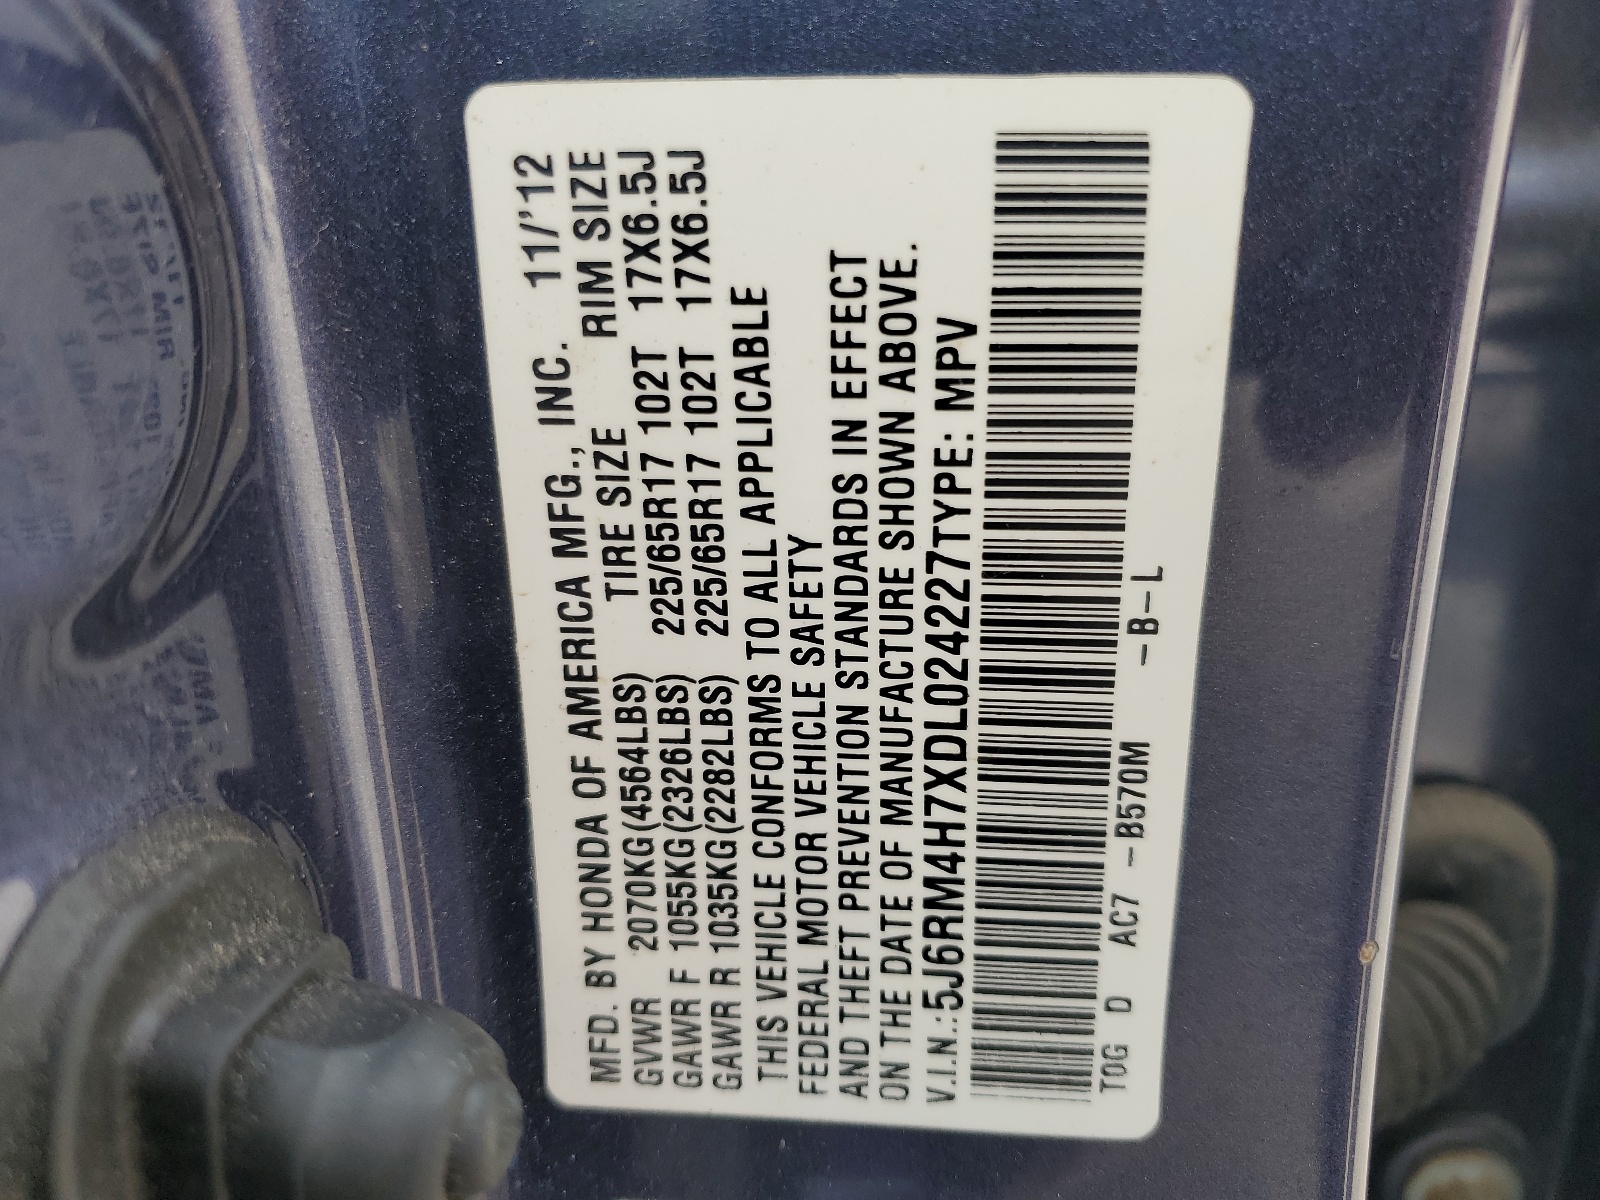 MFD. BY HONDA OF AMERICA MFG., INC. 11/'12
TIRE SIZE RIM SIZE
GVWR 2070KG(4564LBS)
GAWR F 1055KG(2326LBS) 225/65R17 102T 17X6.5J
GAWR R 1035KG(2282LBS) 225/65R17 102T 17X6.5J
THIS VEHICLE CONFORMS TO ALL APPLICABLE
FEDERAL MOTOR VEHICLE SAFETY
AND THEFT PREVENTION STANDARDS IN EFFECT
ON THE DATE OF MANUFACTURE SHOWN ABOVE.
V.I.N.:5J6RM4H7XDL024227TYPE: MPV
TOG D AC7 -B570M -B-L